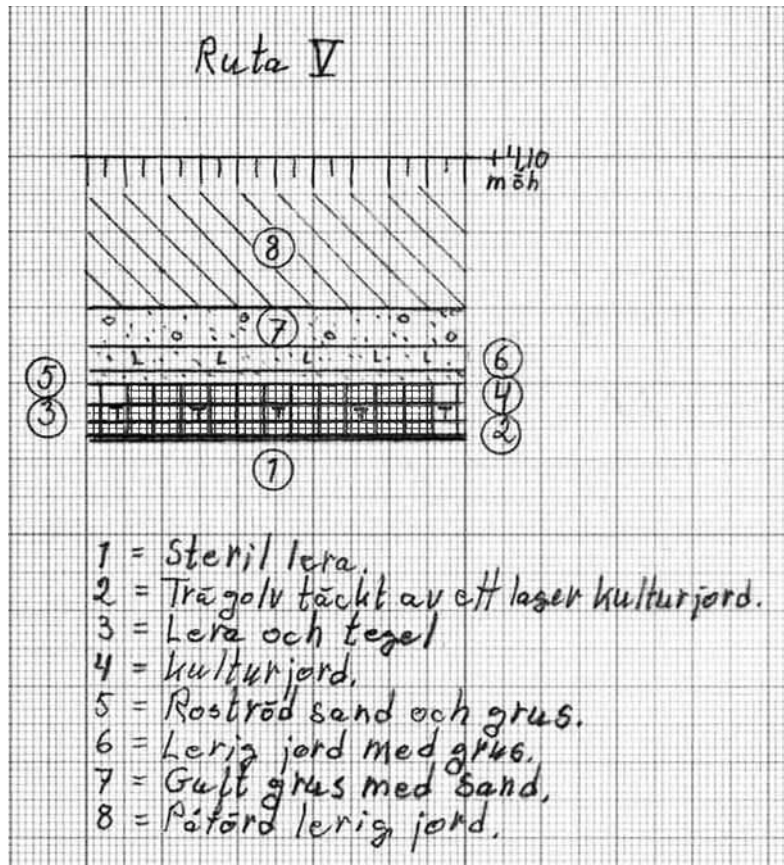 Ruta V
+4,10
möh
8
7
6
5
4
3
2
1
1 = Steril lera.
2 = Trägolv täckt av ett lager kulturjord.
3 = Lera och tegel
4 = Kulturjord.
5 = Roströd sand och grus.
6 = Lerig jord med grus.
7 = Gult grus med sand.
8 = Påförd lerig jord.